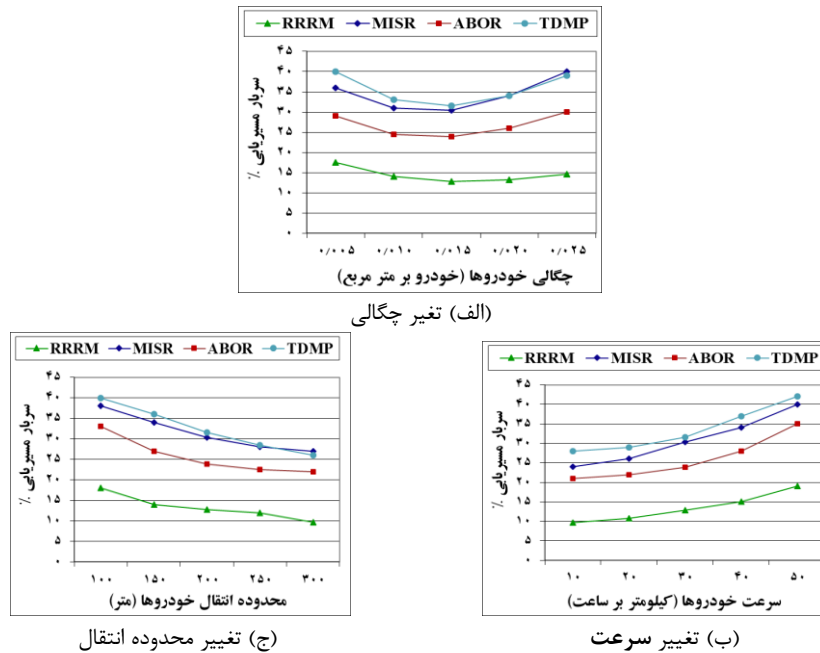 RRRM MISR ABOR TDMP
سربار مسیریابی %
۴۵
۴۰
۳۵
۳۰
۲۵
۲۰
۱۵
۱۰
۵
۰
۰/۰۰۵ ۰/۰۱۰ ۰/۰۱۵ ۰/۰۲۰ ۰/۰۲۵
چگالی خودروها (خودرو بر متر مربع)
(الف) تغیر چگالی
RRRM MISR ABOR TDMP
سربار مسیریابی %
۴۵
۴۰
۳۵
۳۰
۲۵
۲۰
۱۵
۱۰
۵
۰
۱۰ ۲۰ ۳۰ ۴۰ ۵۰
سرعت خودروها (کیلومتر بر ساعت)
(ب) تغییر سرعت
RRRM MISR ABOR TDMP
سربار مسیریابی %
۴۵
۴۰
۳۵
۳۰
۲۵
۲۰
۱۵
۱۰
۵
۰
۱۰۰ ۱۵۰ ۲۰۰ ۲۵۰ ۳۰۰
محدوده انتقال خودروها (متر)
(ج) تغییر محدوده انتقال